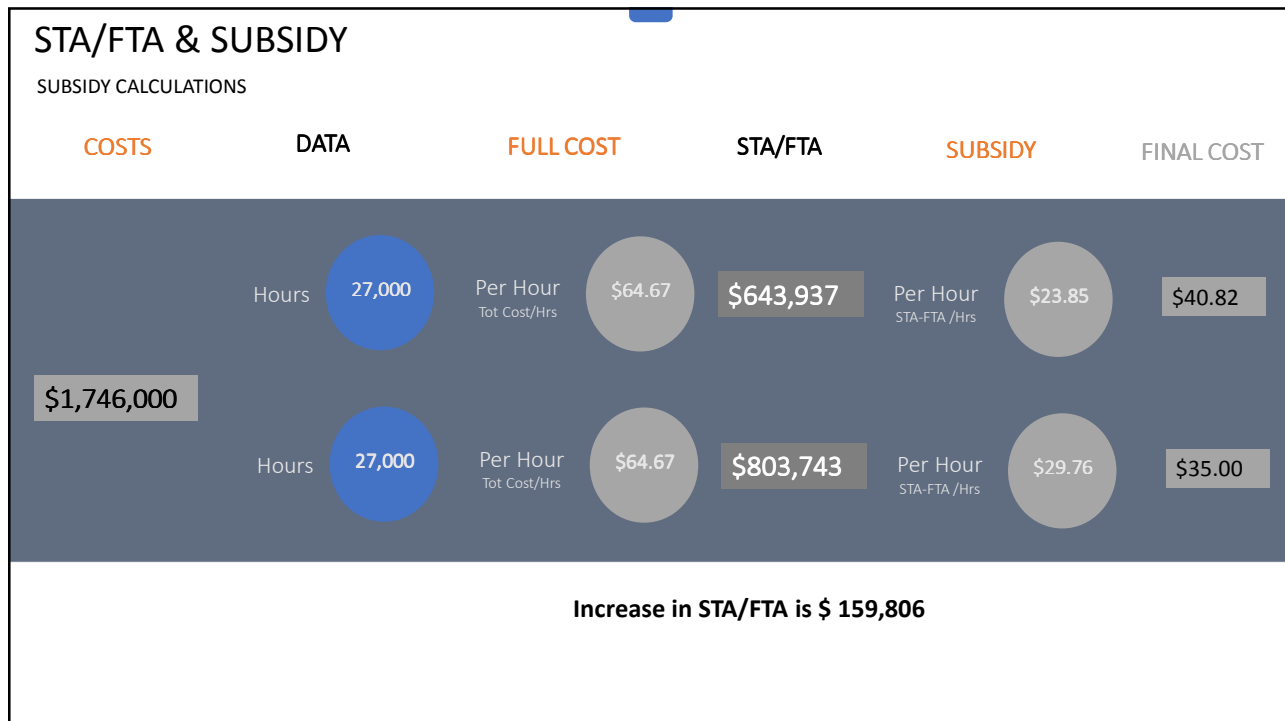 STA/FTA & SUBSIDY
SUBSIDY CALCULATIONS
COSTS DATA FULL COST STA/FTA SUBSIDY FINAL COST
Hours 27,000 Per Hour $64.67 $643,937 Per Hour $23.85 $40.82
Tot Cost/Hrs STA-FTA /Hrs
$1,746,000
Hours 27,000 Per Hour $64.67 $803,743 Per Hour $29.76 $35.00
Tot Cost/Hrs STA-FTA /Hrs
Increase in STA/FTA is $ 159,806